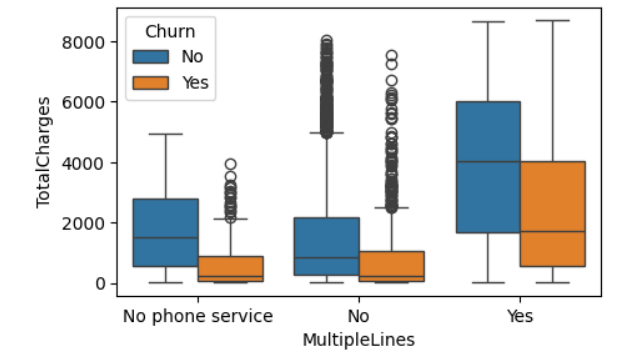 Churn
No
Yes
TotalCharges
8000
6000
4000
2000
0
No phone service
No
Yes
MultipleLines